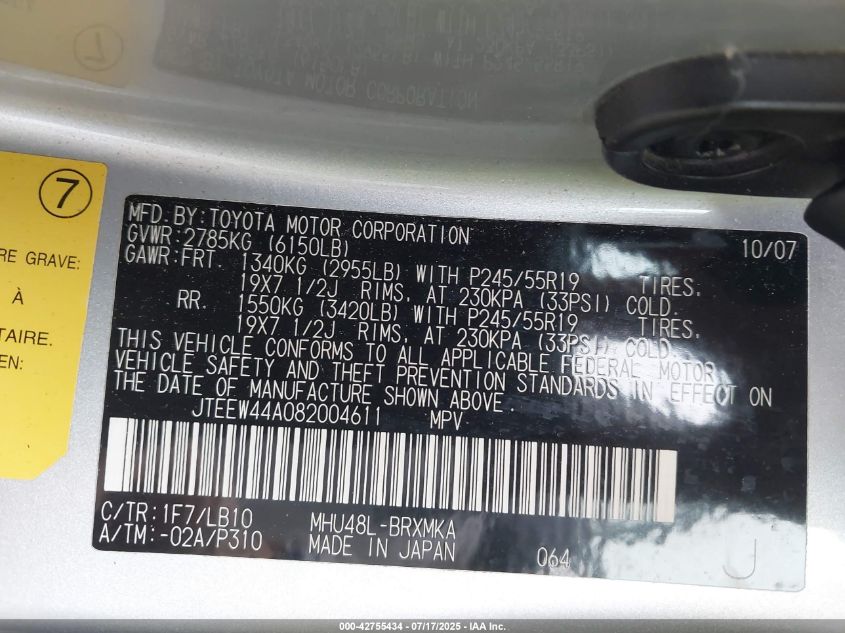 7
RE GRAVE:
À
TAIRE.
EN:
MFD.BY:TOYOTA MOTOR CORPORATION 10/07
GVWR:2785KG (6150LB)
GAWR:FRT. 1340KG (2955LB) WITH P245/55R19 TIRES,
19X7 1/2J RIMS, AT 230KPA (33PSI) COLD.
RR. 1550KG (3420LB) WITH P245/55R19 TIRES,
19X7 1/2J RIMS, AT 230KPA (33PSI) COLD.
THIS VEHICLE CONFORMS TO ALL APPLICABLE FEDERAL MOTOR
VEHICLE SAFETY AND THEFT PREVENTION STANDARDS IN EFFECT ON
THE DATE OF MANUFACTURE SHOWN ABOVE.
JTEEW44A082004611 MPV
C/TR:1F7/LB10 MHU48L-BRXMKA
A/TM:-02A/P310 MADE IN JAPAN 064 J
000-42755434 - 07/17/2025 - IAA Inc.